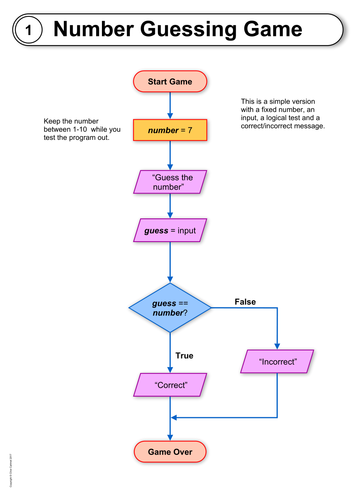 1
Number Guessing Game
Start Game
Keep the number
between 1-10 while you
test the program out.
This is a simple version
with a fixed number, an
input, a logical test and a
correct/incorrect message.
number = 7
“Guess the
number”
guess = input
guess ==
number?
False
True
“Incorrect”
“Correct”
Game Over